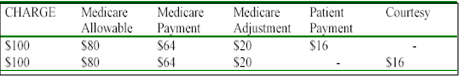 CHARGE Medicare Medicare Medicare Patient Courtesy
Allowable Payment Adjustment Payment
$100 $80 $64 $20 $16 -
$100 $80 $64 $20 - $16